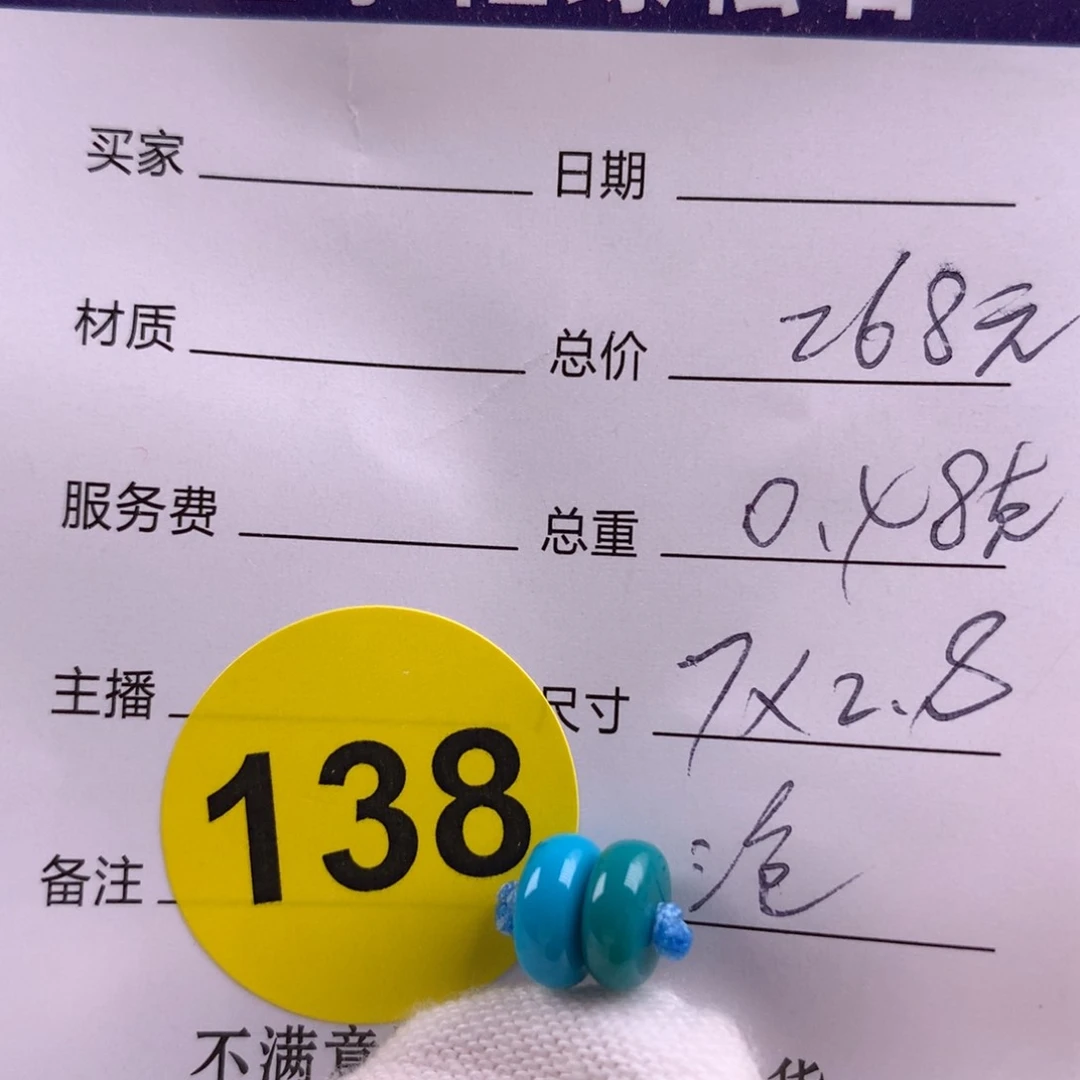 买家 日期
材质 总价 268元
服务费 总重 0.48克
主播 尺寸 7X2.8
138
备注
不满意